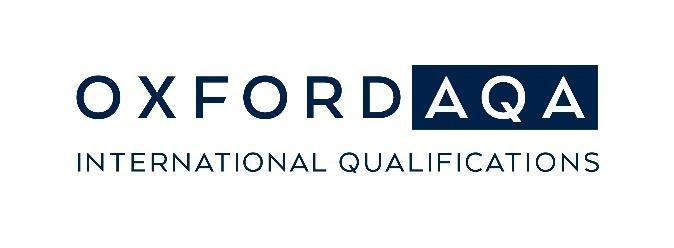 OXFORD AQA
INTERNATIONAL QUALIFICATIONS